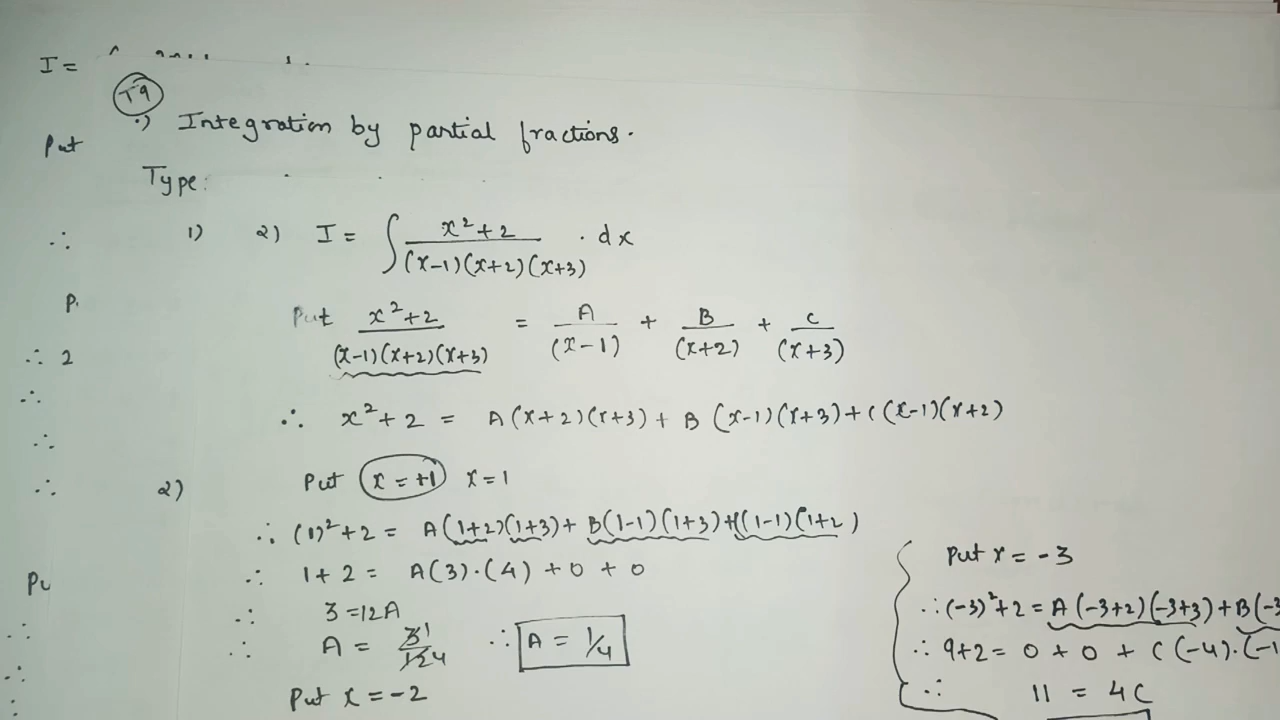 I =
T9
Put
.) Integration by partial fractions.
Type:
∴ 1) 2) I = ∫ x²+2 / (x-1)(x+2)(x+3) . dx
P.
Put x²+2 / (x-1)(x+2)(x+3) = A / (x-1) + B / (x+2) + C / (x+3)
∴ 2
∴
∴ x²+2 = A(x+2)(x+3) + B (x-1)(x+3) + C(x-1)(x+2)
∴
∴ 2) Put x = +1 x = 1
∴ (1)²+2 = A(1+2)(1+3) + B(1-1)(1+3) + C(1-1)(1+2)
∴ 1+2 = A(3).(4) + 0 + 0
Pu
∴ 3 = 12A
∴ A = 3 1 / 12 4 ∴ A = 1/4
Put x = -2
Put x = -3
∴ (-3)²+2 = A(-3+2)(-3+3) + B(-3
∴ 9+2 = 0 + 0 + C(-4).(-1
∴ 11 = 4C